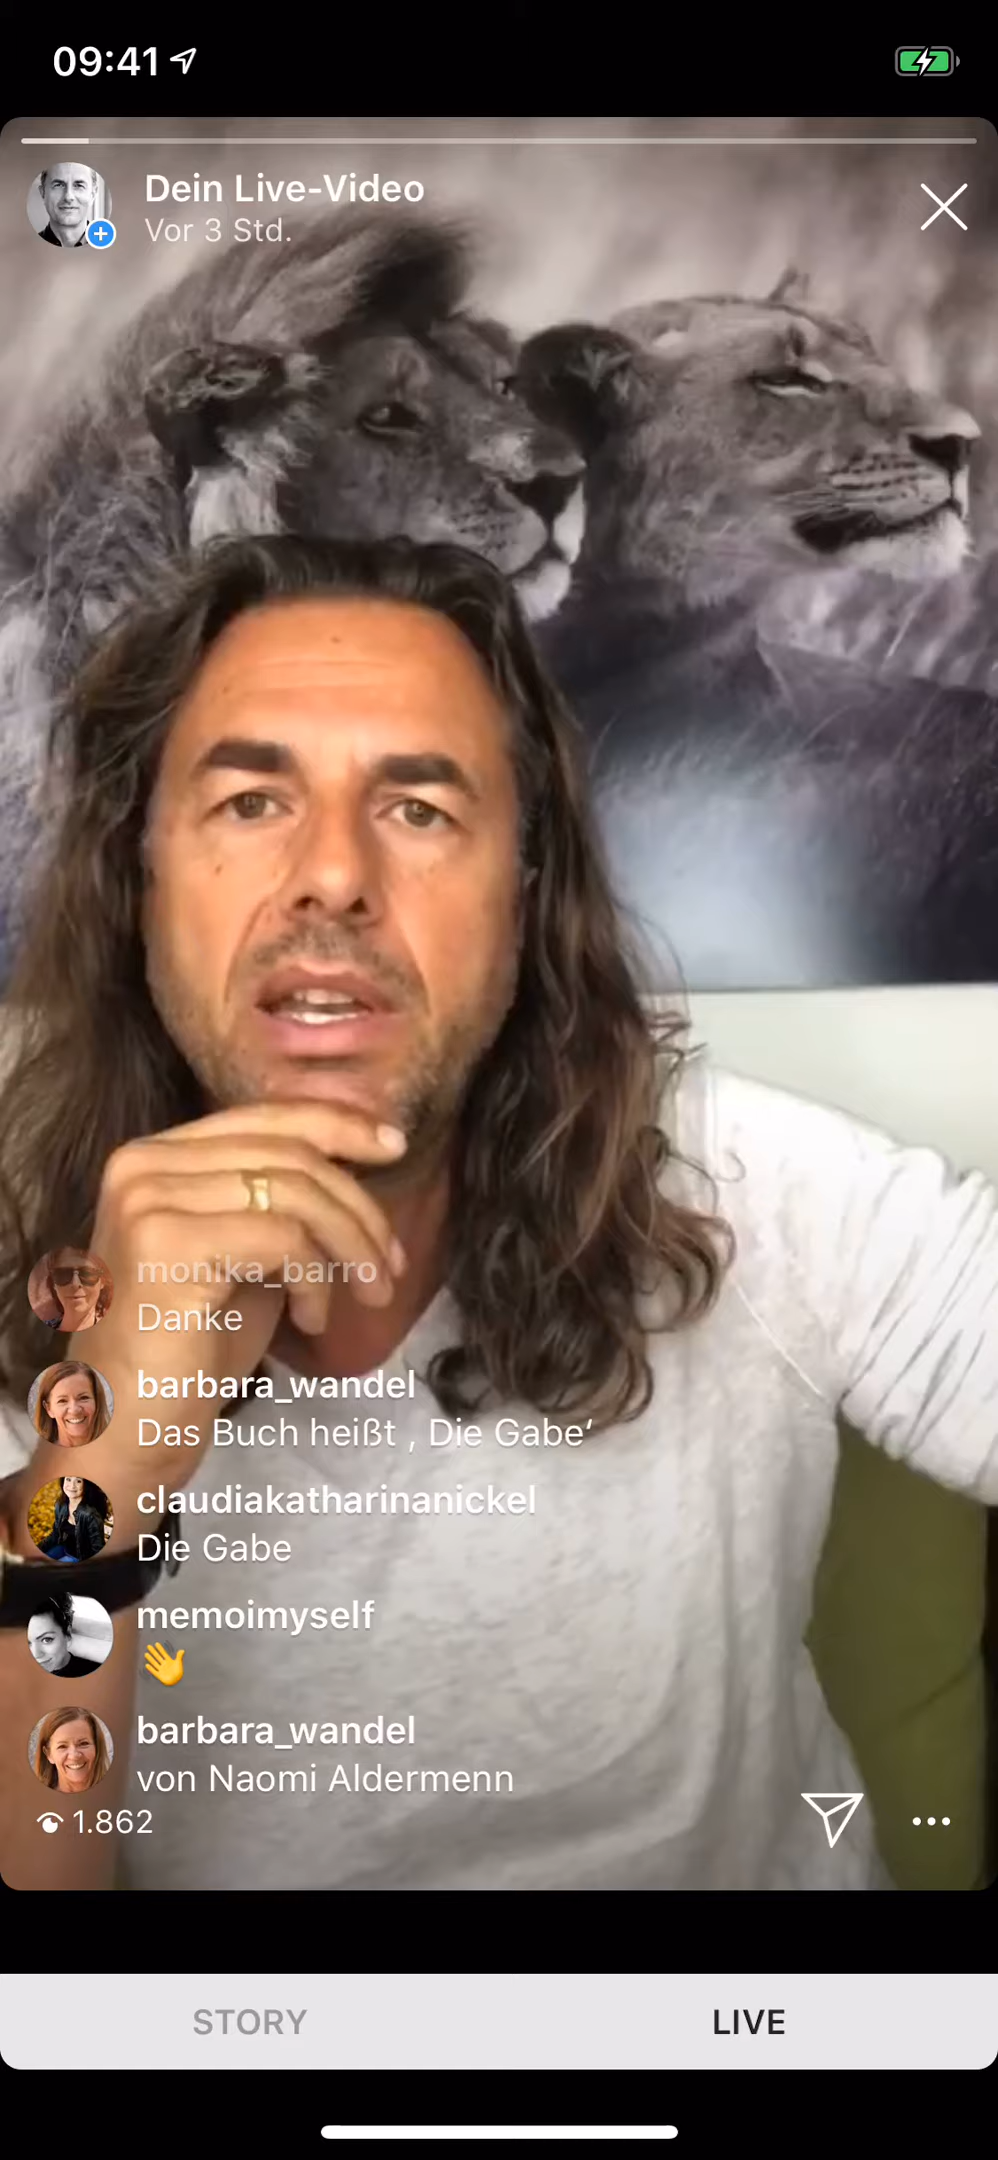 09:41
Dein Live-Video
Vor 3 Std.
monika_barro
Danke
barbara_wandel
Das Buch heißt , Die Gabe‘
claudiakatharinanickel
Die Gabe
memoimyself
👋
barbara_wandel
von Naomi Aldermenn
1.862
STORY
LIVE